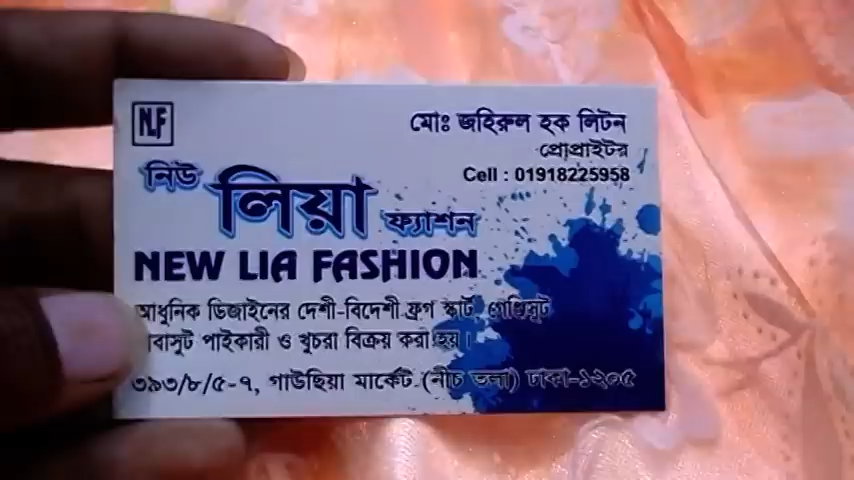 NLF
মোঃ জহিরুল হক লিটন
প্রোপ্রাইটর
Cell : 01918225958
নিউ লিয়া ফ্যাশন
NEW LIA FASHION
আধুনিক ডিজাইনের দেশী-বিদেশী ফ্রগ স্কার্ট,
পাইকারী ও খুচরা বিক্রয় করা হয়।
৩৯৩/৮/৫-৭, গাউছিয়া মার্কেট (নীচ তলা) ঢাকা-১২০৫